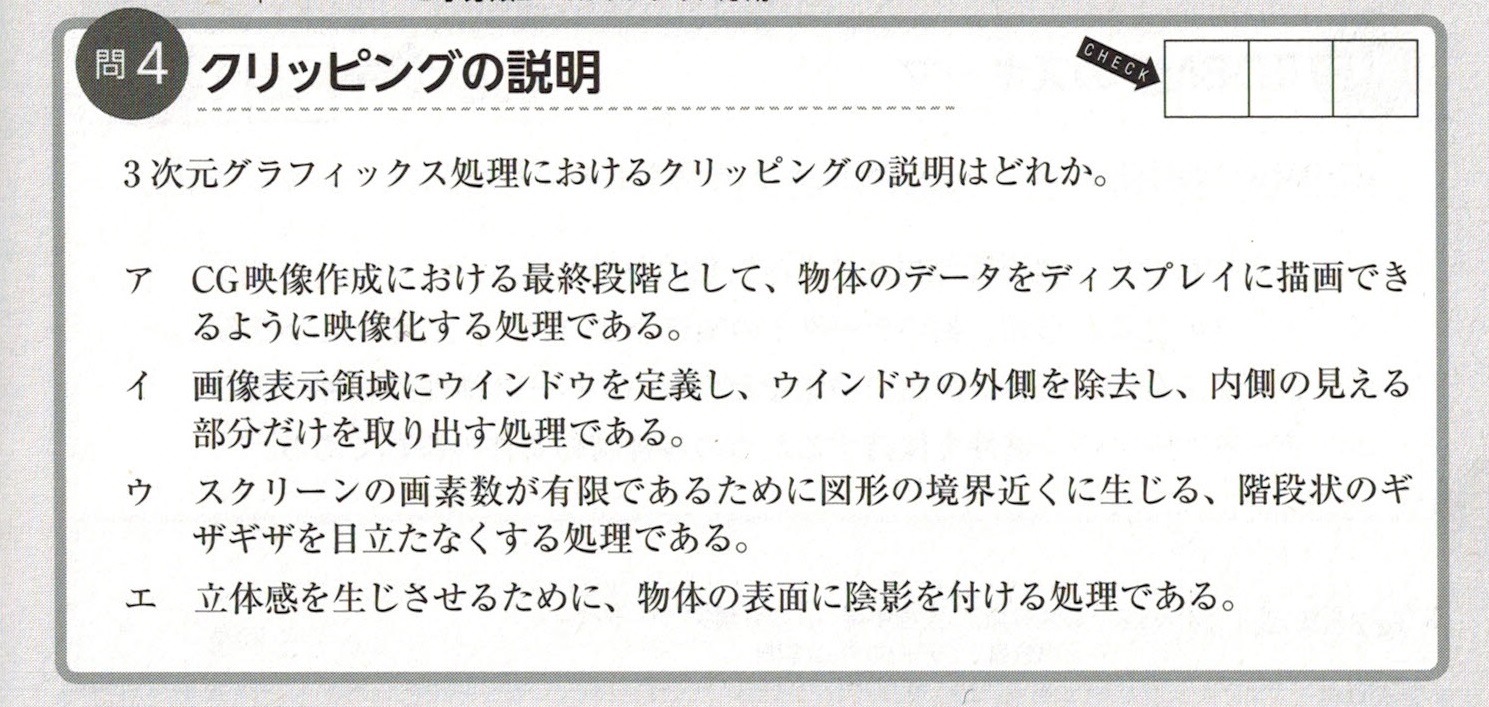 問4 クリッピングの説明
CHECK
3次元グラフィックス処理におけるクリッピングの説明はどれか。
ア CG映像作成における最終段階として、物体のデータをディスプレイに描画でき
るように映像化する処理である。
イ 画像表示領域にウインドウを定義し、ウインドウの外側を除去し、内側の見える
部分だけを取り出す処理である。
ウ スクリーンの画素数が有限であるために図形の境界近くに生じる、階段状のギ
ザギザを目立たなくする処理である。
エ 立体感を生じさせるために、物体の表面に陰影を付ける処理である。